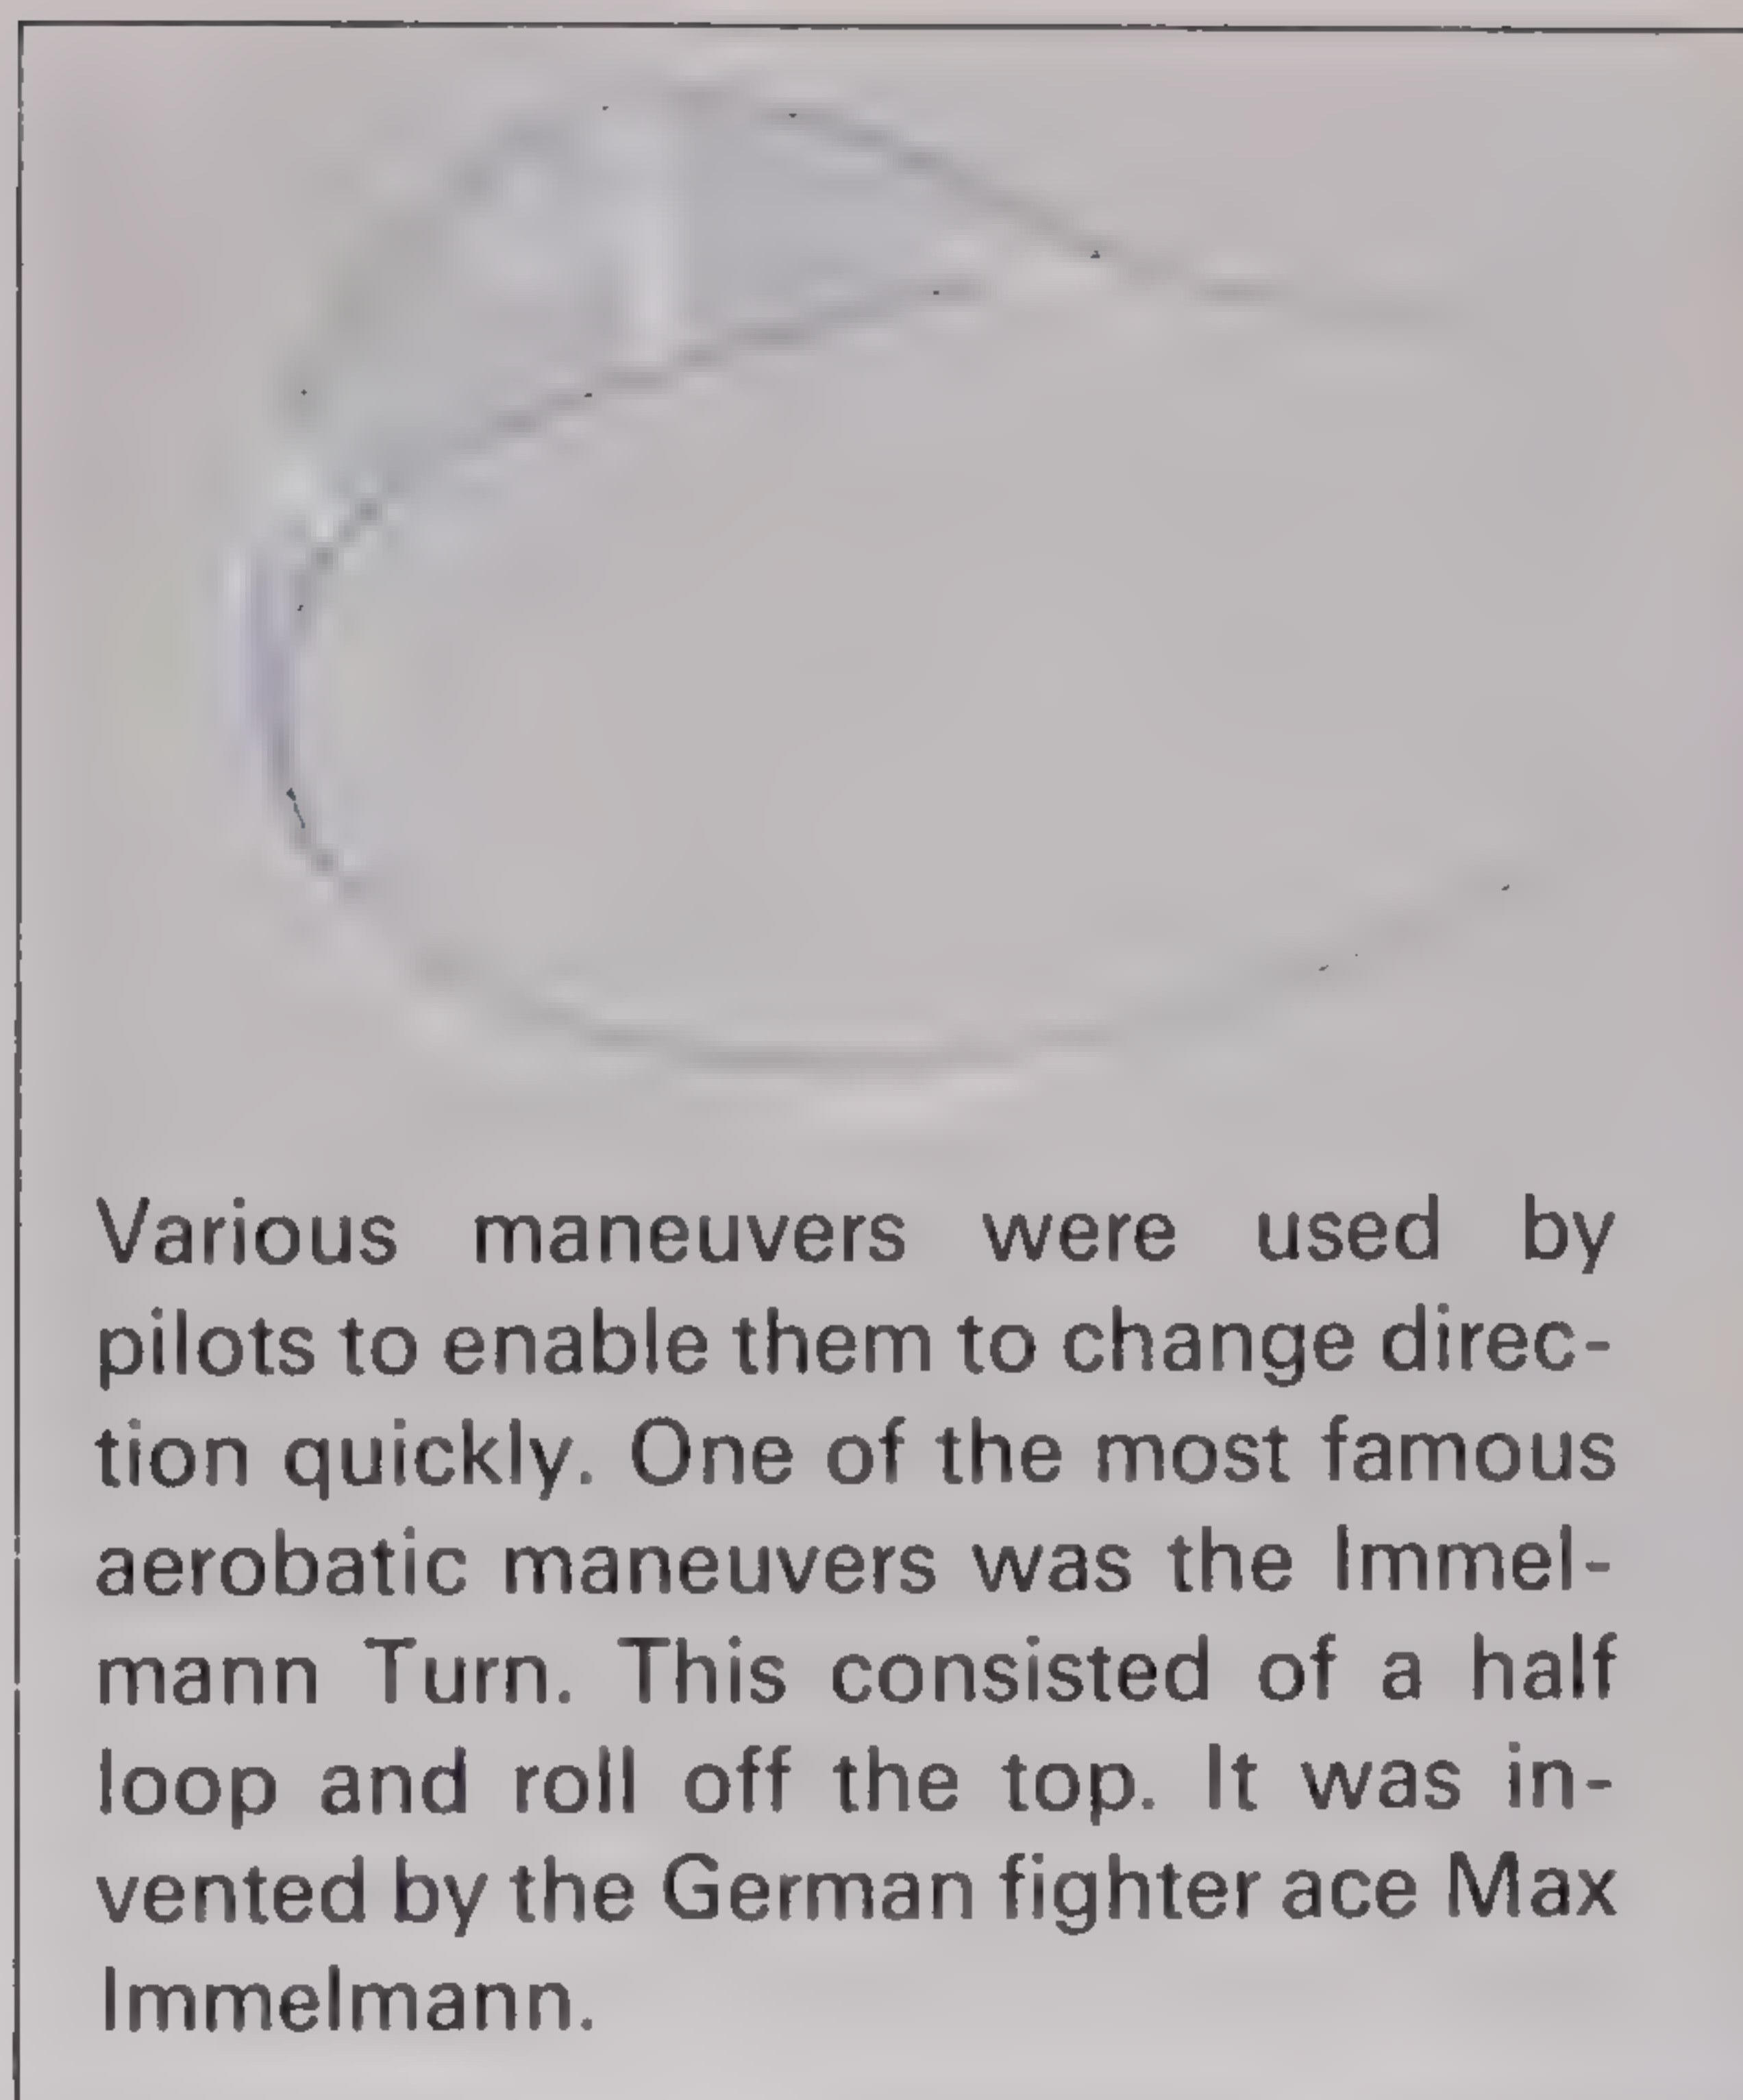 Various maneuvers were used by
pilots to enable them to change direc-
tion quickly. One of the most famous
aerobatic maneuvers was the Immel-
mann Turn. This consisted of a half
loop and roll off the top. It was in-
vented by the German fighter ace Max
Immelmann.